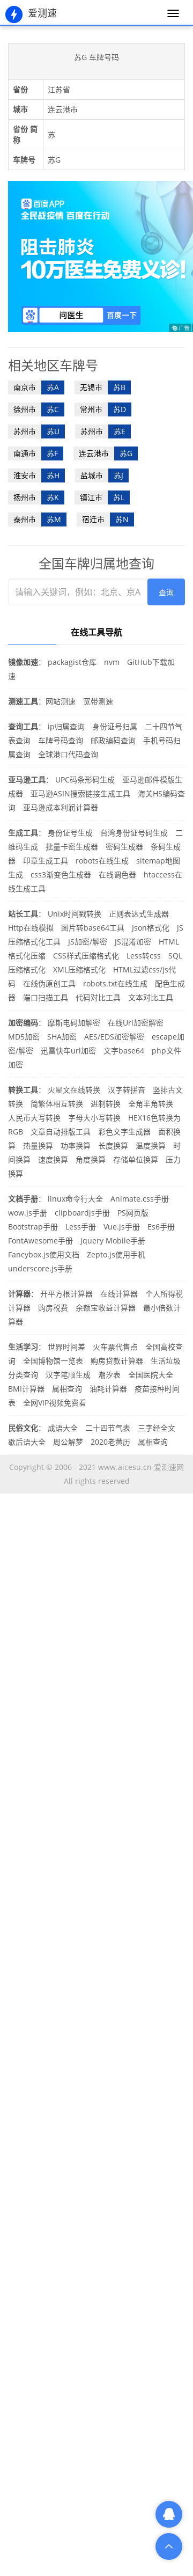 爱测速
苏G 车牌号码
省份 江苏省
城市 连云港市
省份 简称 苏
车牌号 苏G
百度问医生
全民战疫情 百度在行动
阻击肺炎
10万医生免费义诊!
问医生 百度一下
广告
相关地区车牌号
南京市 苏A 无锡市 苏B
徐州市 苏C 常州市 苏D
苏州市 苏U 苏州市 苏E
南通市 苏F 连云港市 苏G
淮安市 苏H 盐城市 苏J
扬州市 苏K 镇江市 苏L
泰州市 苏M 宿迁市 苏N
全国车牌归属地查询
请输入关键词，例如：北京、京A 查询
在线工具导航
镜像加速： packagist仓库 nvm GitHub下载加
速
测速工具： 网站测速 宽带测速
查询工具： ip归属查询 身份证号归属 二十四节气
表查询 车牌号码查询 邮政编码查询 手机号码归
属查询 全球港口代码查询
亚马逊工具： UPC码条形码生成 亚马逊邮件模版生
成器 亚马逊ASIN搜索链接生成工具 海关HS编码查
询 亚马逊成本利润计算器
生成工具： 身份证号生成 台湾身份证号码生成 二
维码生成 批量卡密生成器 密码生成器 条码生成
器 印章生成工具 robots在线生成 sitemap地图
生成 css3渐变色生成器 在线调色器 htaccess在
线生成工具
站长工具： Unix时间戳转换 正则表达式生成器
Http在线模拟 图片转base64工具 Json格式化 JS
压缩格式化工具 JS加密/解密 JS混淆加密 HTML
格式化压缩 CSS样式压缩格式化 Less转css SQL
压缩格式化 XML压缩格式化 HTML过滤css/js代
码 在线伪原创工具 robots.txt在线生成 配色生成
器 端口扫描工具 代码对比工具 文本对比工具
加密编码： 摩斯电码加解密 在线Url加密解密
MD5加密 SHA加密 AES/EDS加密解密 escape加
密/解密 迅雷快车url加密 文字base64 php文件
加密
转换工具： 火星文在线转换 汉字转拼音 竖排古文
转换 简繁体相互转换 进制转换 全角半角转换
人民币大写转换 字母大小写转换 HEX16色转换为
RGB 文章自动排版工具 彩色文字生成器 面积换
算 热量换算 功率换算 长度换算 温度换算 时
间换算 速度换算 角度换算 存储单位换算 压力
换算
文档手册： linux命令行大全 Animate.css手册
wow.js手册 clipboardjs手册 PS网页版
Bootstrap手册 Less手册 Vue.js手册 Es6手册
FontAwesome手册 Jquery Mobile手册
Fancybox.js使用文档 Zepto.js使用手机
underscore.js手册
计算器： 开平方根计算器 在线计算器 个人所得税
计算器 购房税费 余额宝收益计算器 最小倍数计
算器
生活学习： 世界时间差 火车票代售点 全国高校查
询 全国博物馆一览表 购房贷款计算器 生活垃圾
分类查询 汉字笔顺生成 潮汐表 全国医院大全
BMI计算器 属相查询 油耗计算器 疫苗接种时间
表 全网VIP视频免费看
民俗文化： 成语大全 二十四节气表 三字经全文
歇后语大全 周公解梦 2020老黄历 属相查询
Copyright © 2006 - 2021 www.aicesu.cn 爱测速网
All rights reserved